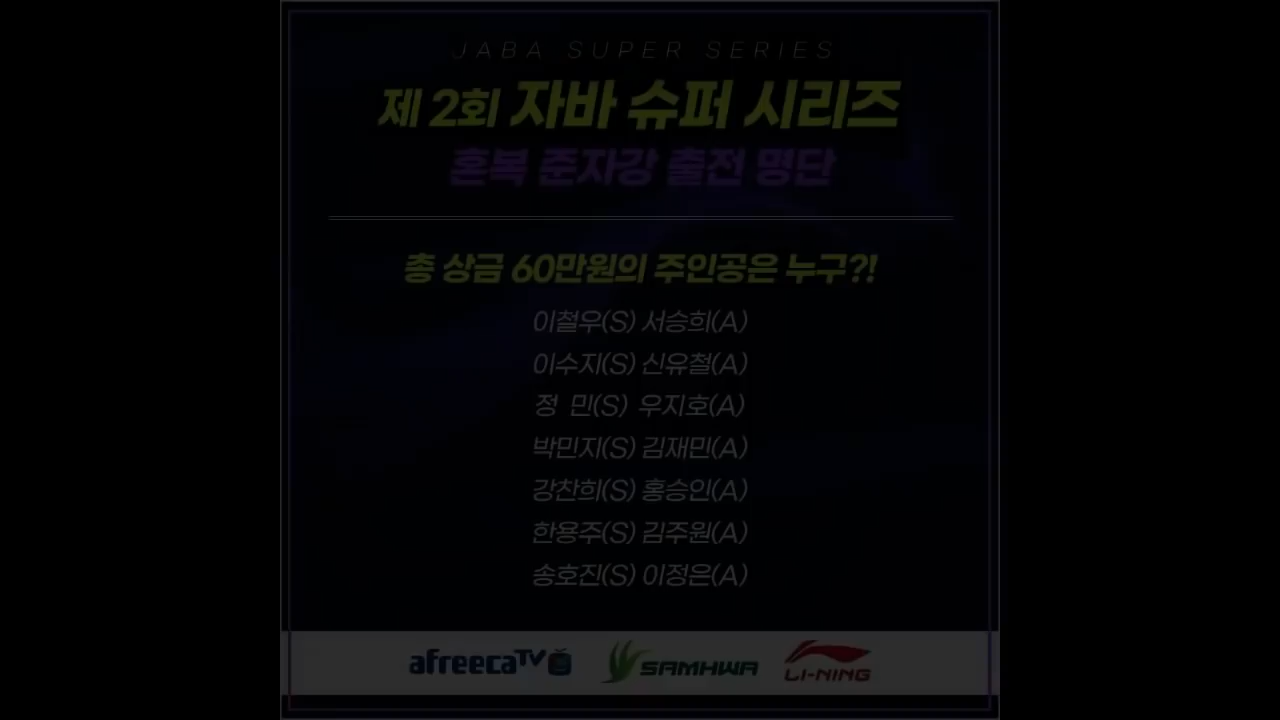 JABA SUPER SERIES
제 2회 자바 슈퍼 시리즈
혼복 준자강 출전 명단
총 상금 60만원의 주인공은 누구?!
이철우(S) 서승희(A)
이수지(S) 신유철(A)
정 민(S) 우지호(A)
박민지(S) 김재민(A)
강찬희(S) 홍승인(A)
한용주(S) 김주원(A)
송호진(S) 이정은(A)
afreecaTV SAMHWA LI-NING